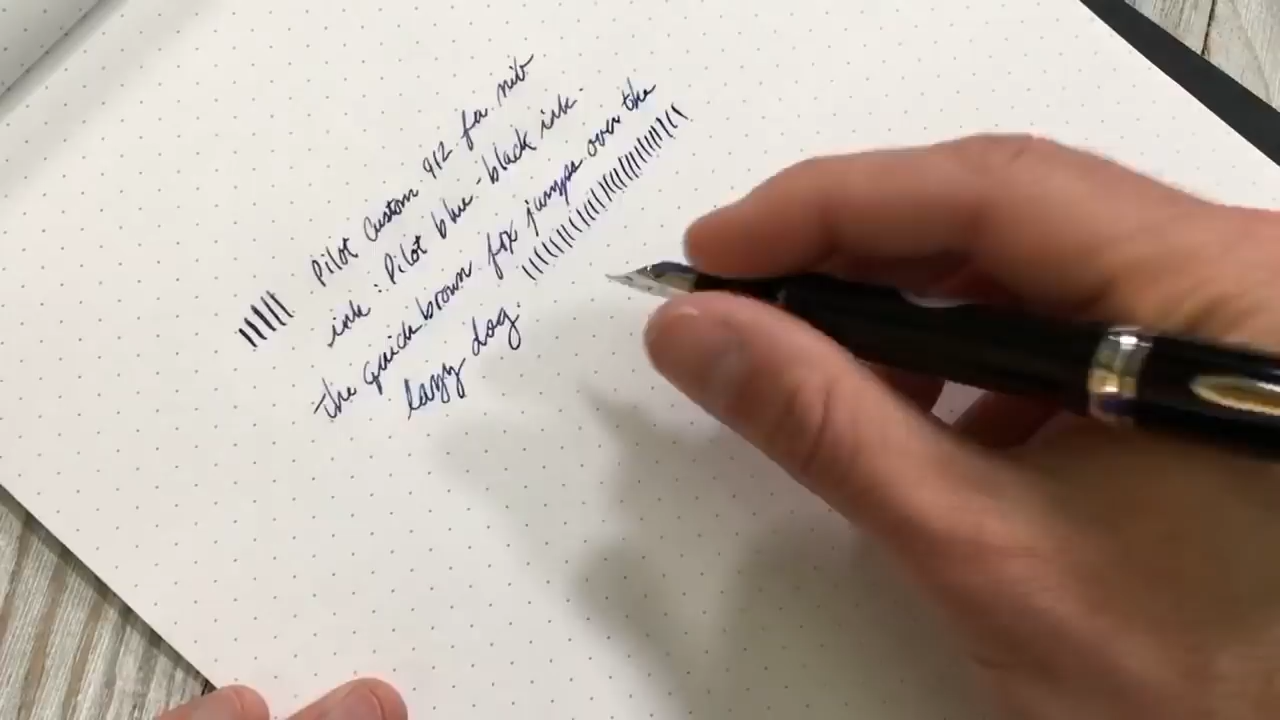 Pilot Custom 912 fa nib
ink: Pilot blue-black ink.
The quick brown fox jumps over the
lazy dog.